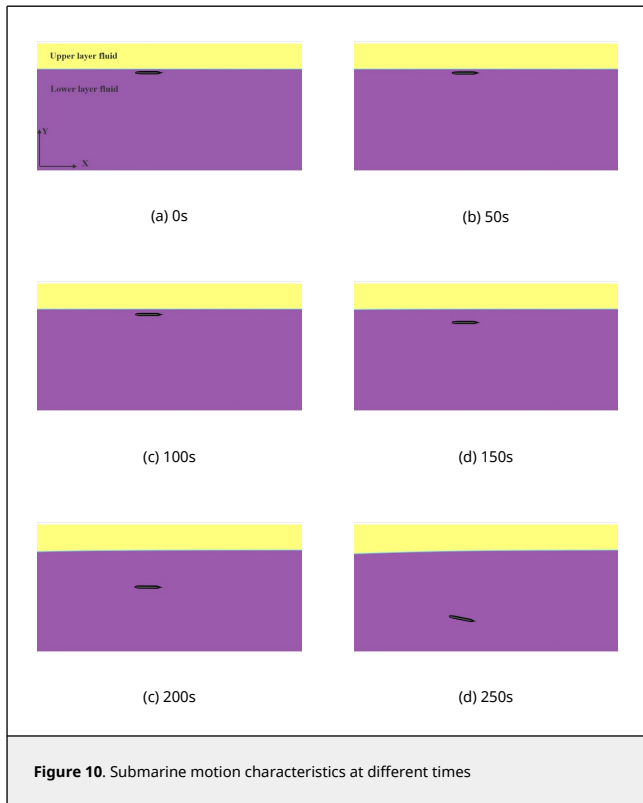 Upper layer fluid
Lower layer fluid
Y
X
(a) 0s
(b) 50s
(c) 100s
(d) 150s
(c) 200s
(d) 250s
Figure 10. Submarine motion characteristics at different times